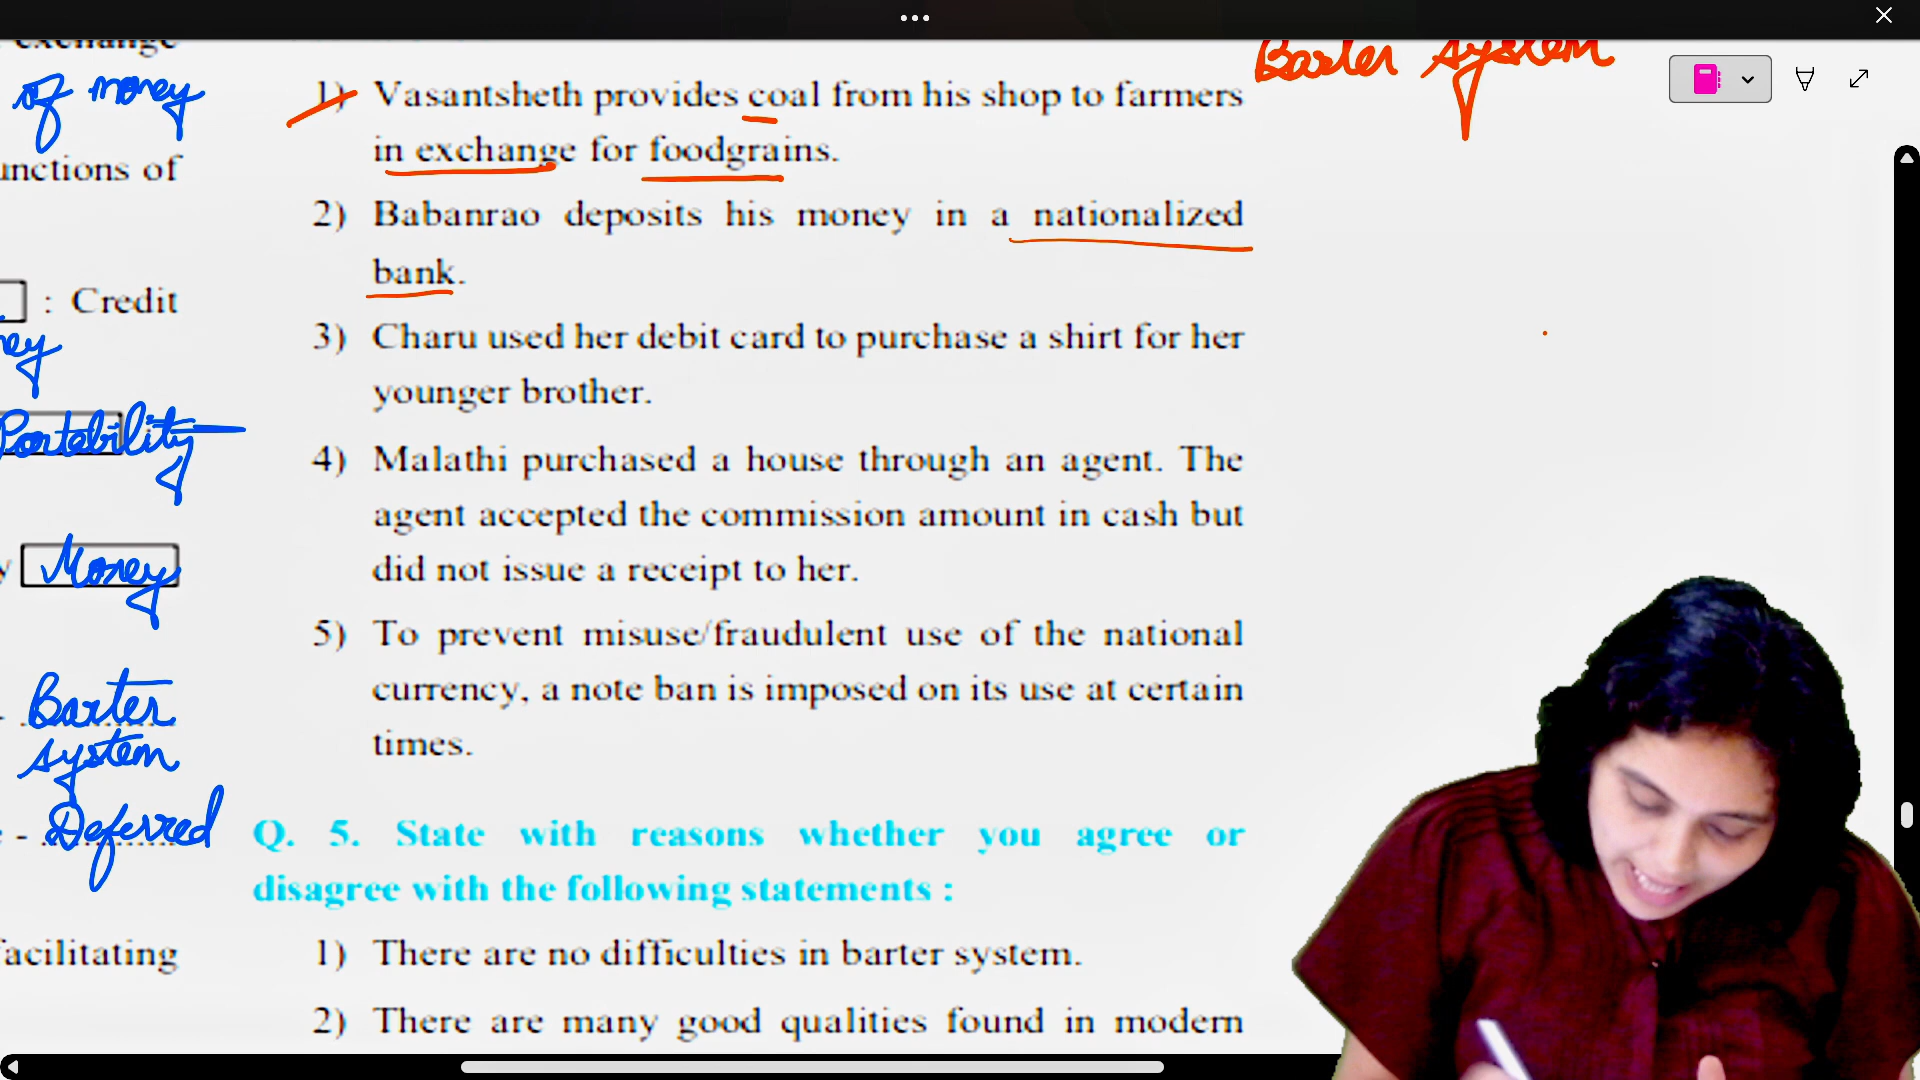 exchange
of money
unctions of
: Credit
ney
Portability
y Money
- Barter
system
- Deferred
facilitating
Barter system
1) Vasantsheth provides coal from his shop to farmers
in exchange for foodgrains.
2) Babanrao deposits his money in a nationalized
bank.
3) Charu used her debit card to purchase a shirt for her
younger brother.
4) Malathi purchased a house through an agent. The
agent accepted the commission amount in cash but
did not issue a receipt to her.
5) To prevent misuse/fraudulent use of the national
currency, a note ban is imposed on its use at certain
times.
Q. 5. State with reasons whether you agree or
disagree with the following statements :
1) There are no difficulties in barter system.
2) There are many good qualities found in modern